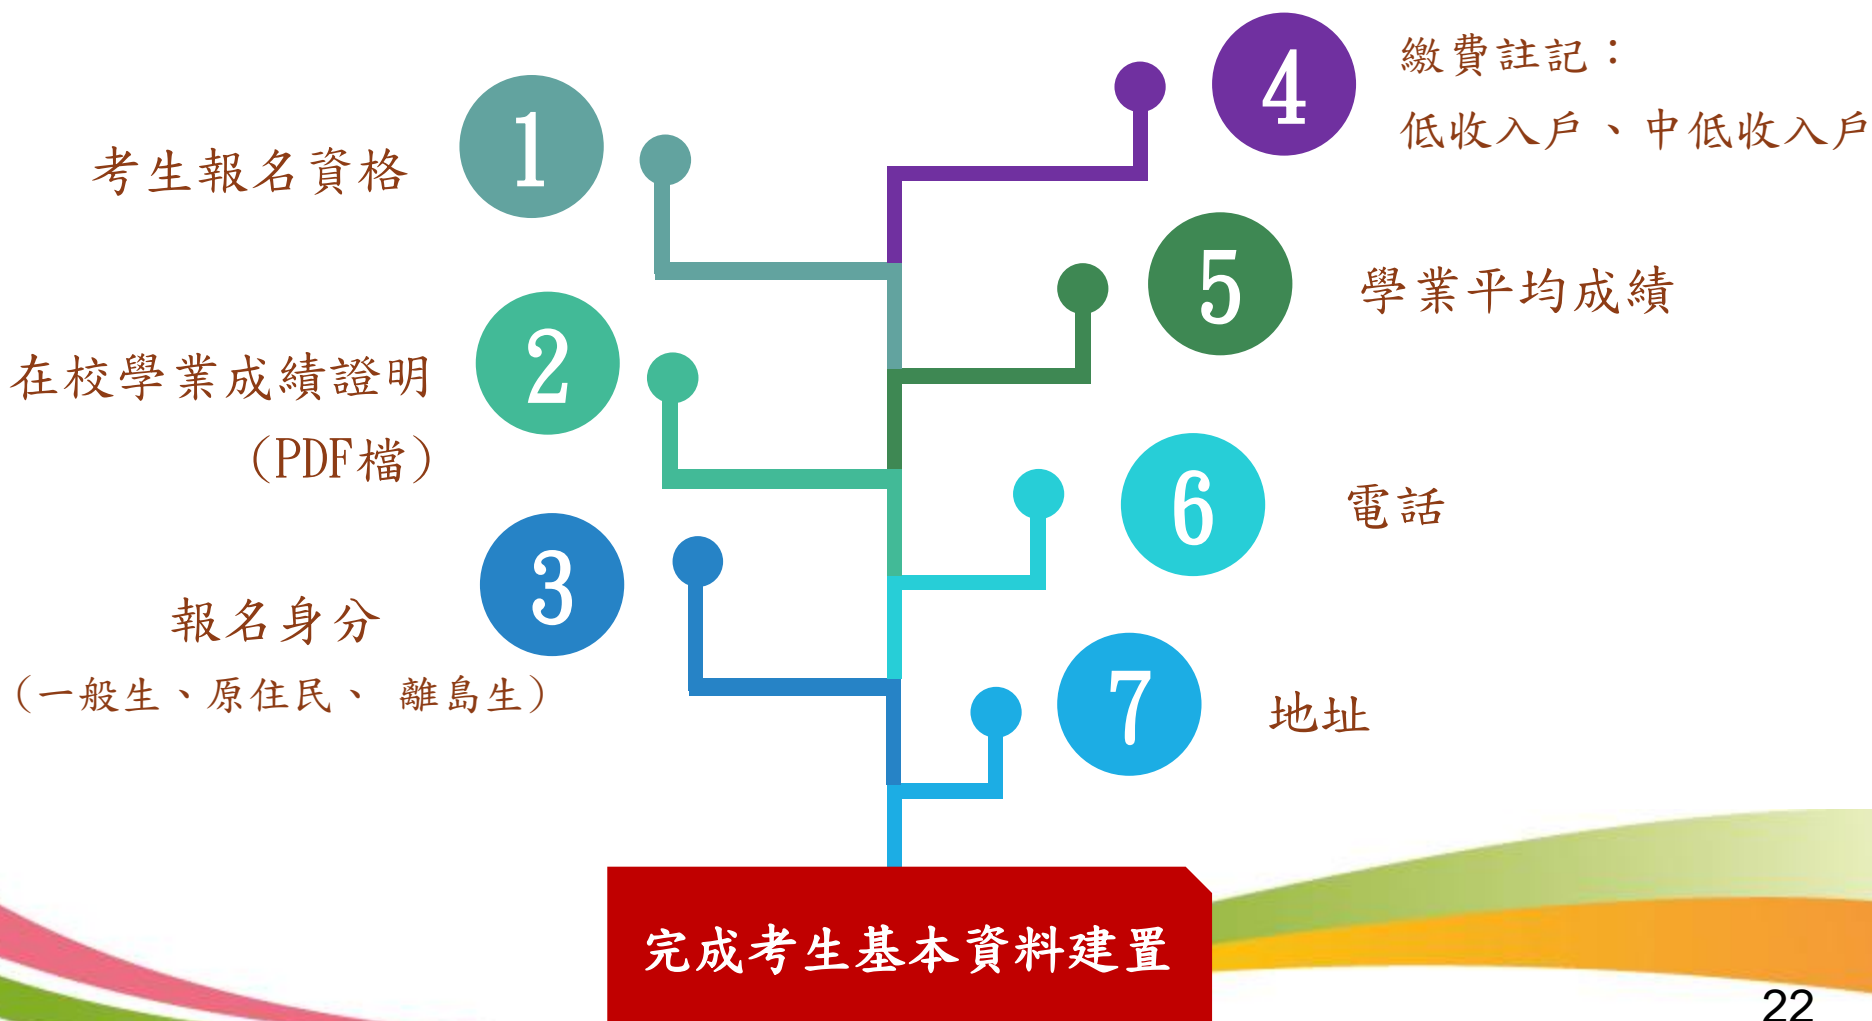 1
考生報名資格
2
在校學業成績證明
(PDF檔)
3
報名身分
(一般生、原住民、 離島生)
4
繳費註記：
低收入戶、中低收入戶
5
學業平均成績
6
電話
7
地址
完成考生基本資料建置
22